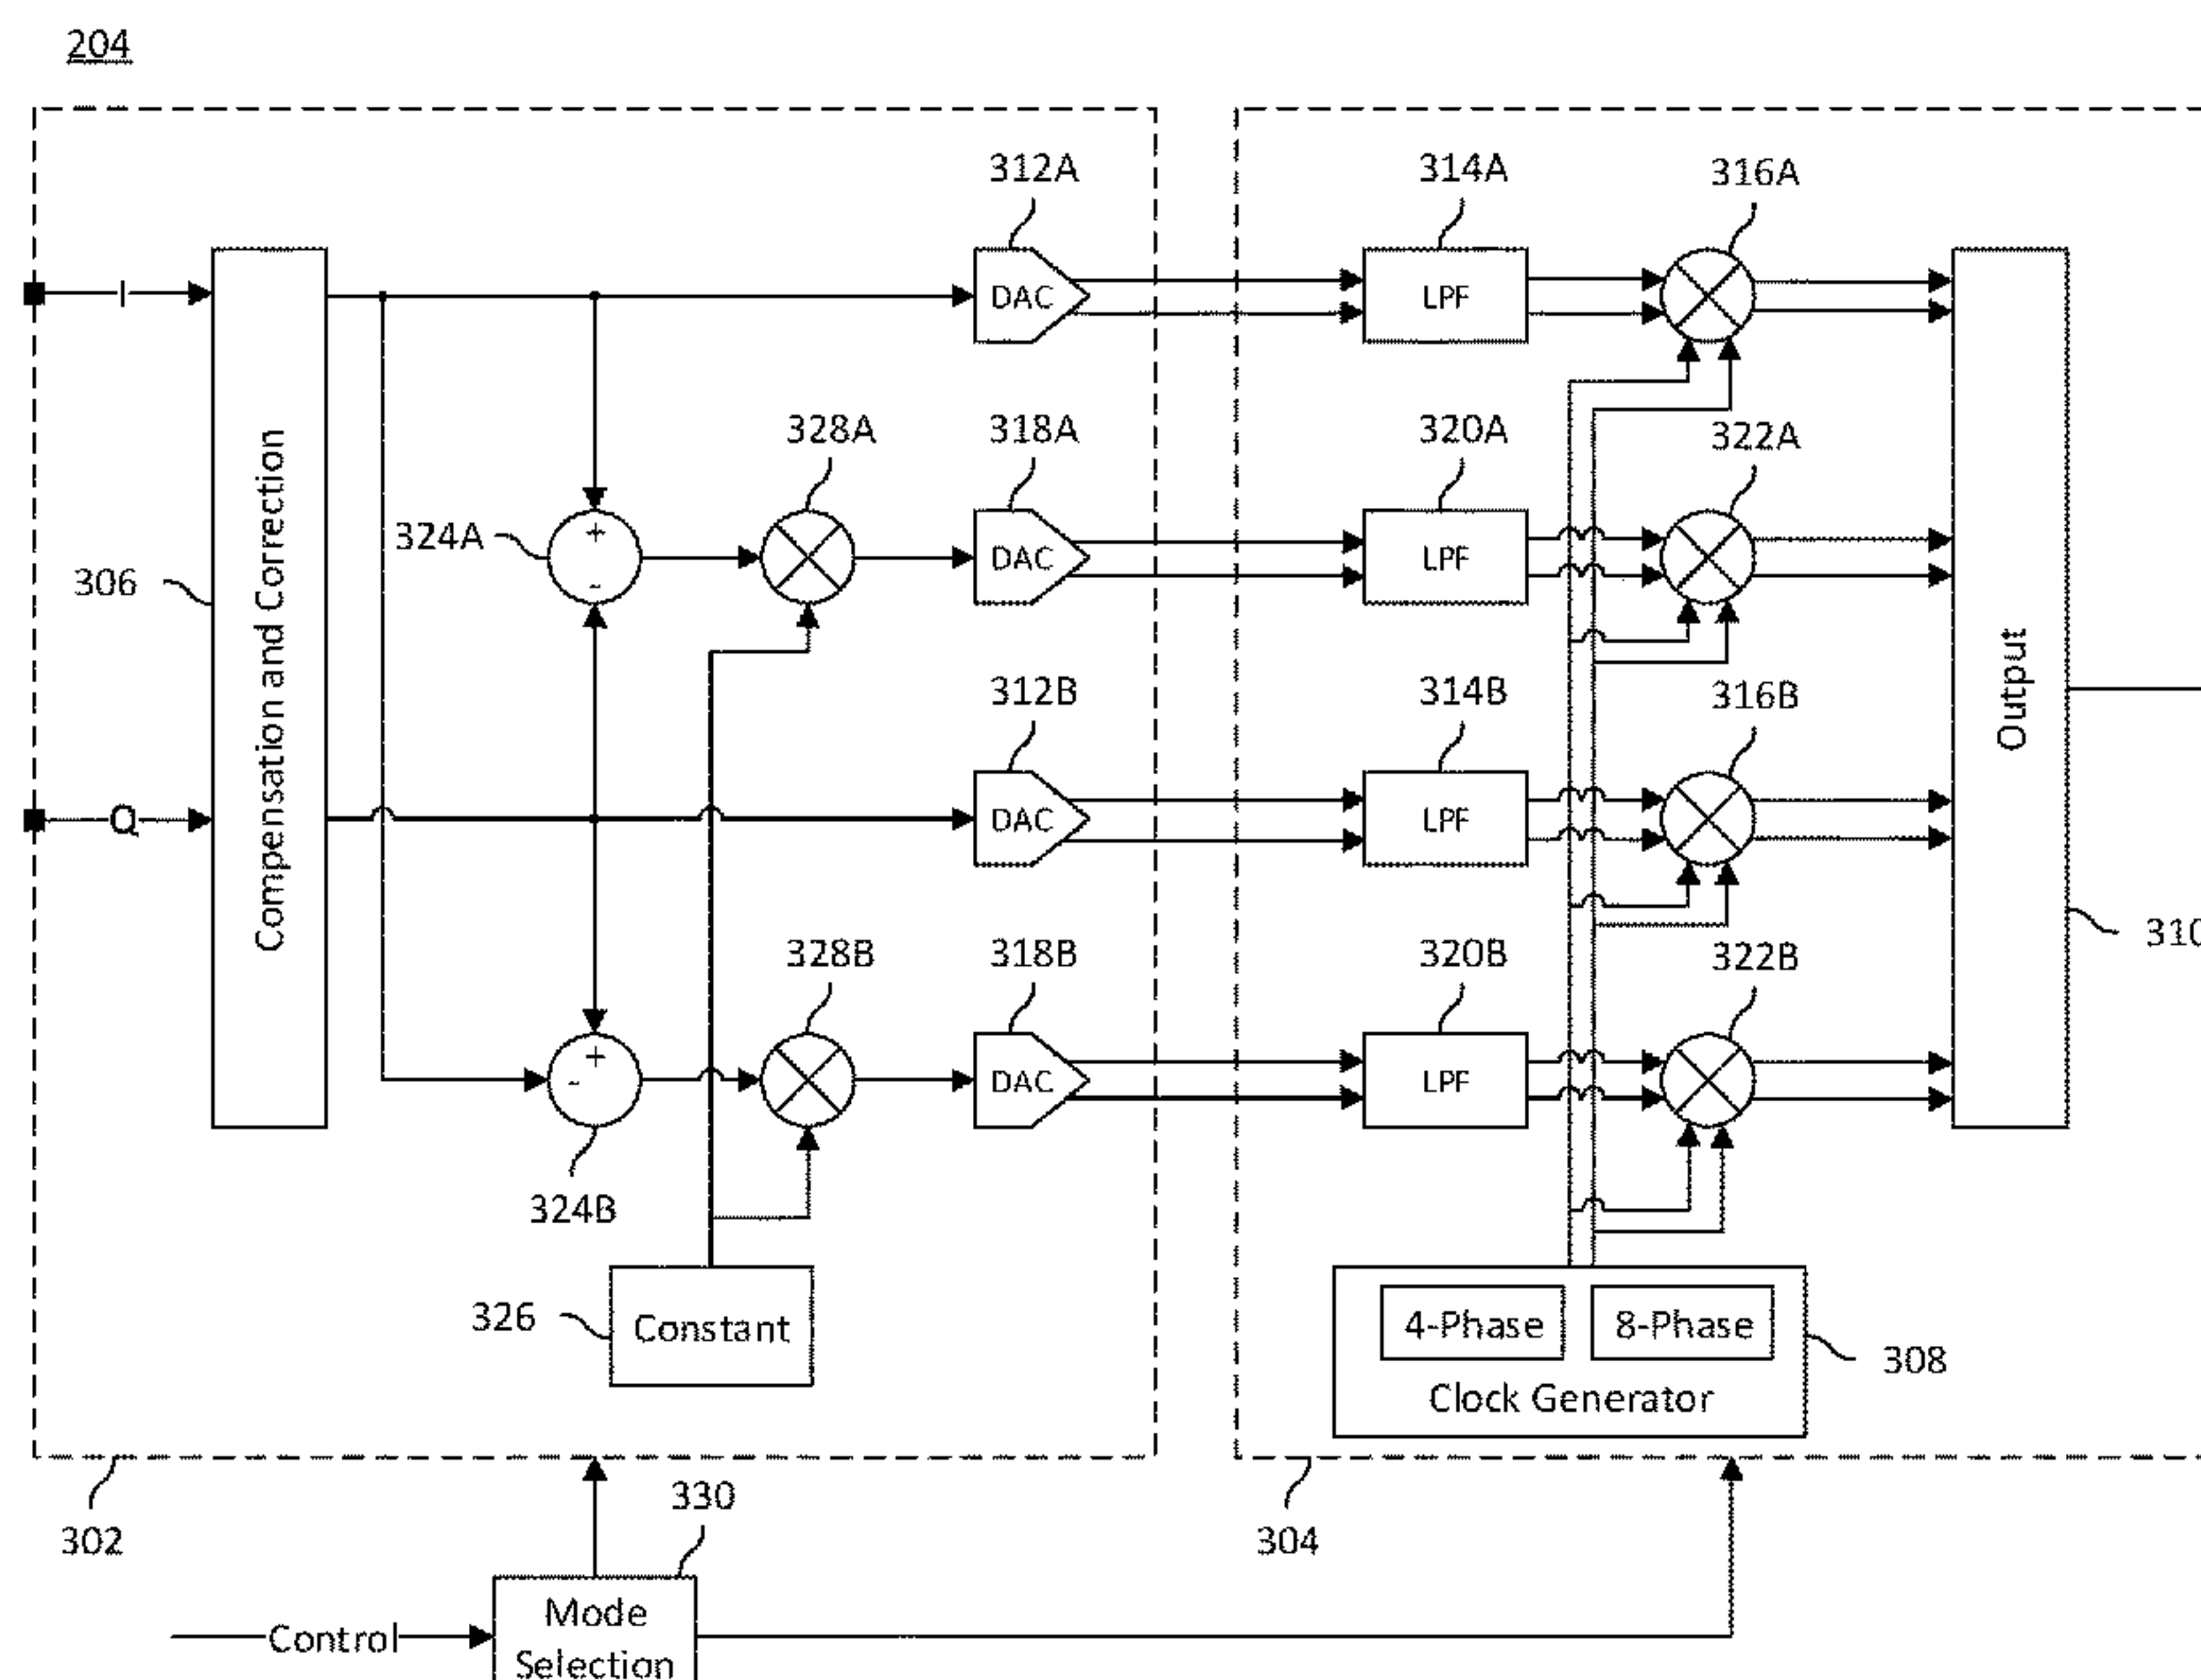 204
312A
314A
316A
I
DAC
LPF
328A
318A
320A
322A
324A
+
-
DAC
LPF
306
Compensation and Correction
312B
314B
316B
Output
Q
DAC
LPF
328B
318B
320B
322B
310
+
-
DAC
LPF
324B
326
Constant
4-Phase
8-Phase
Clock Generator
308
302
330
304
Control
Mode
Selection